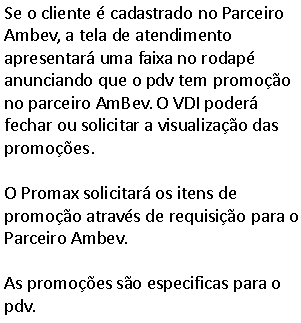 Se o cliente é cadastrado no Parceiro
Ambev, a tela de atendimento
apresentará uma faixa no rodapé
anunciando que o pdv tem promoção
no parceiro AmBev. O VDI poderá
fechar ou solicitar a visualização das
promoções.
O Promax solicitará os itens de
promoção através de requisição para o
Parceiro Ambev.
As promoções são especificas para o
pdv.